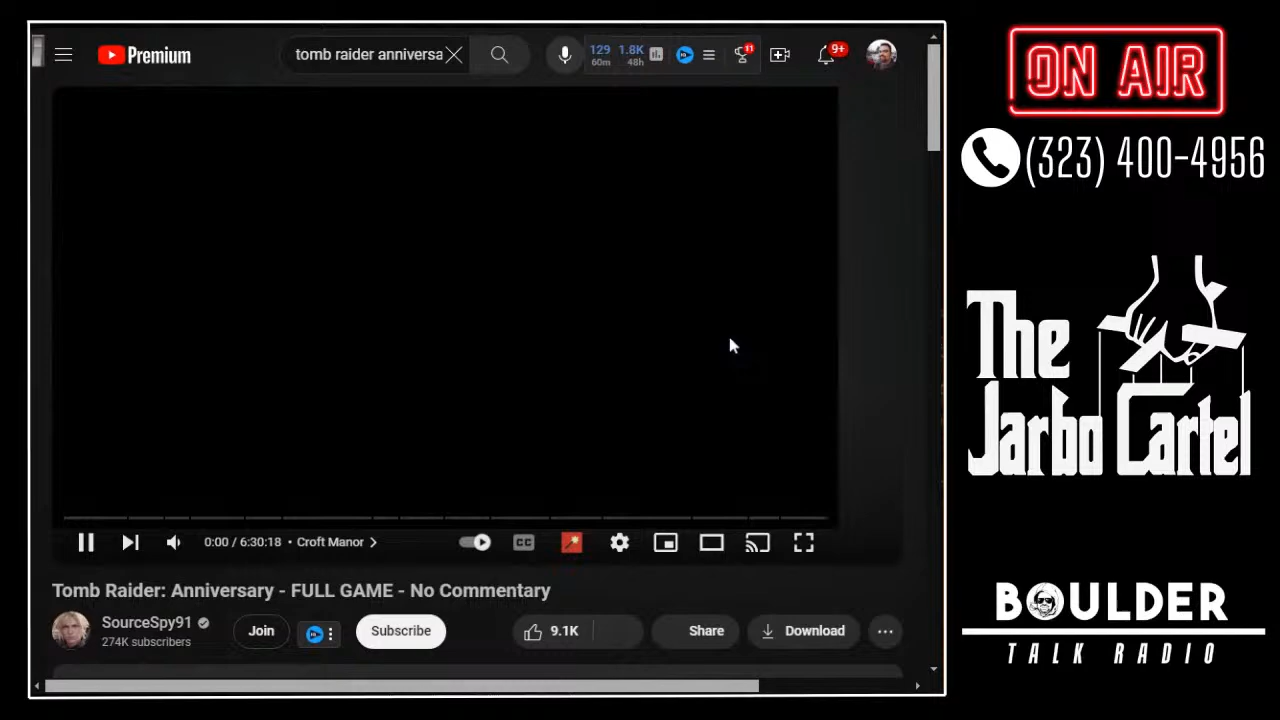 Premium
tomb raider anniversa
129
60m
1.8K
48h
11
9+
0:00 / 6:30:18 • Croft Manor
CC
Tomb Raider: Anniversary - FULL GAME - No Commentary
SourceSpy91
274K subscribers
Join
Subscribe
9.1K
Share
Download
ON AIR
(323) 400-4956
The
Jarbo Cartel
BOULDER
TALK RADIO